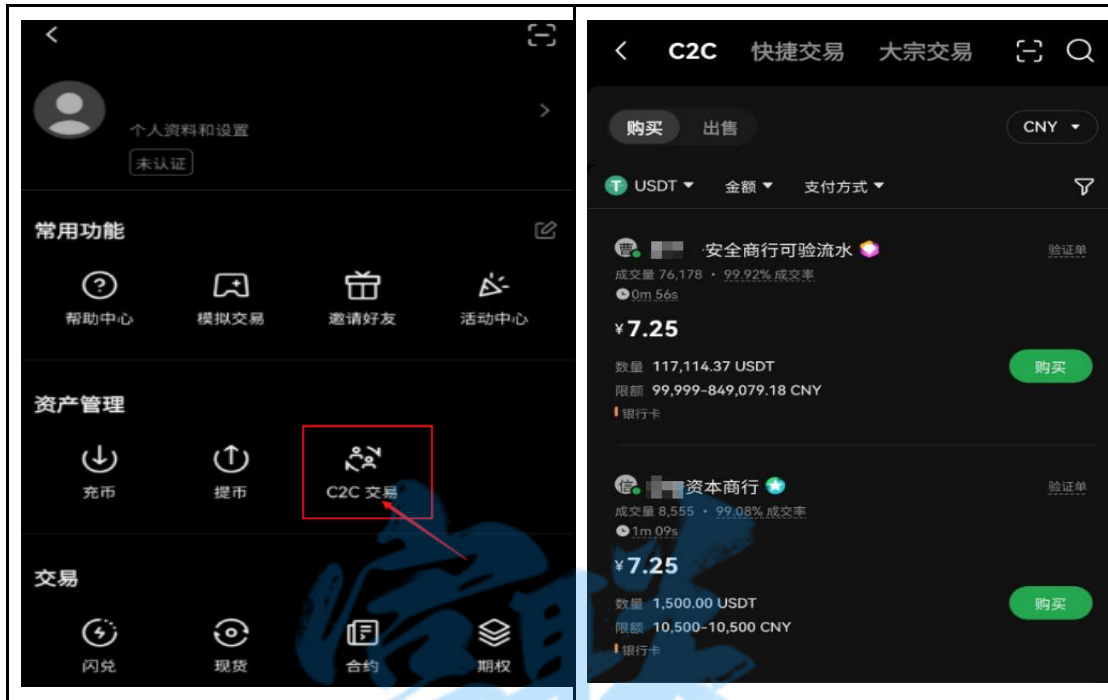 个人资料和设置
未认证
常用功能
帮助中心
模拟交易
邀请好友
活动中心
资产管理
充币
提币
C2C 交易
交易
闪兑
现货
合约
期权
C2C 快捷交易 大宗交易
购买 出售 CNY
USDT 金额 支付方式
曹 ·安全商行可验流水 验证单
成交量 76,178 · 99.92% 成交率
0m 56s
¥ 7.25
数量 117,114.37 USDT
购买
限额 99,999-849,079.18 CNY
银行卡
信 资本商行 验证单
成交量 8,555 · 99.08% 成交率
1m 09s
¥ 7.25
数量 1,500.00 USDT
购买
限额 10,500-10,500 CNY
银行卡